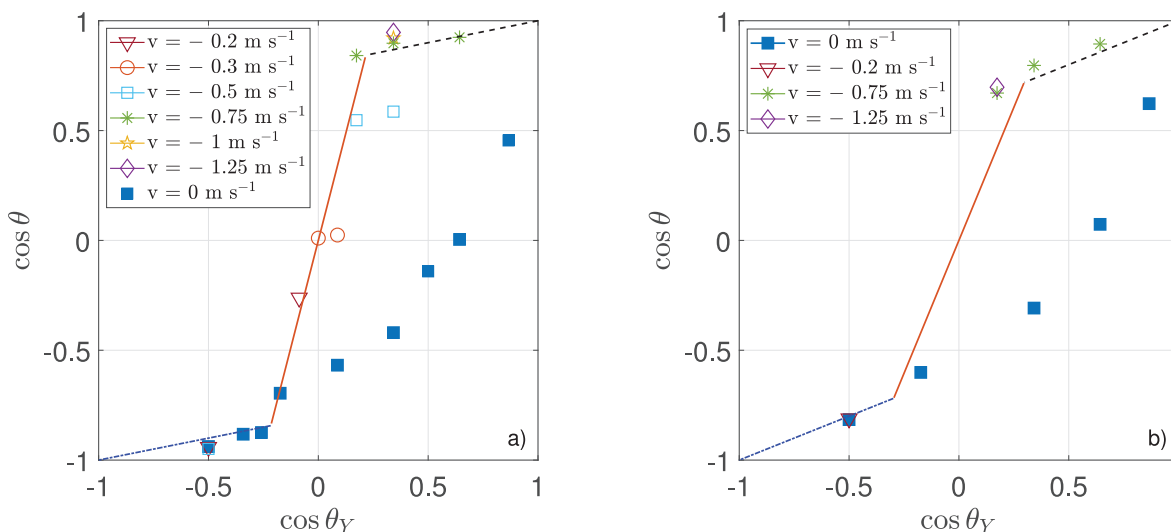 cos θ
1
0.5
0
-0.5
-1
v = − 0.2 m s⁻¹
v = − 0.3 m s⁻¹
v = − 0.5 m s⁻¹
v = − 0.75 m s⁻¹
v = − 1 m s⁻¹
v = − 1.25 m s⁻¹
v = 0 m s⁻¹
a)
-1 -0.5 0 0.5 1
cos θ_Y
cos θ
1
0.5
0
-0.5
-1
v = 0 m s⁻¹
v = − 0.2 m s⁻¹
v = − 0.75 m s⁻¹
v = − 1.25 m s⁻¹
b)
-1 -0.5 0 0.5
cos θ_Y